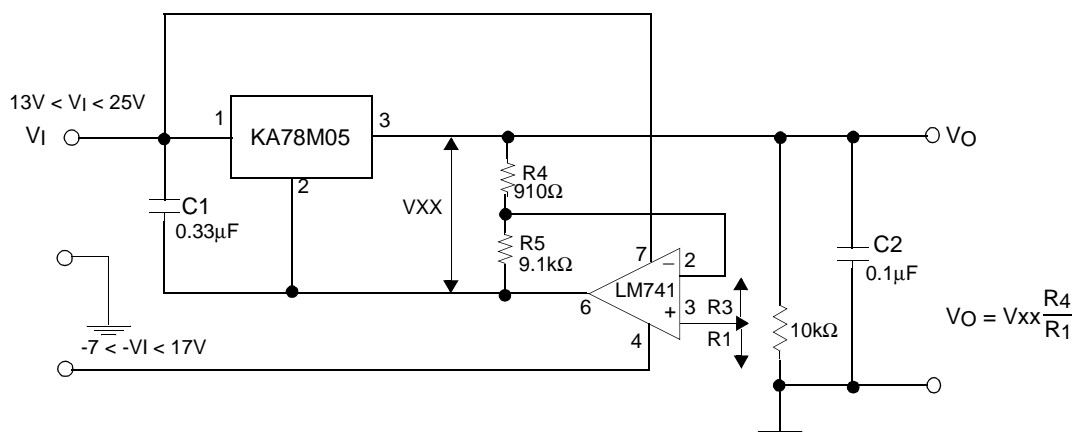 13V < VI < 25V
VI
1
KA78M05
3
2
VO
C1
0.33μF
VXX
R4
910Ω
R5
9.1kΩ
7
−
2
LM741
6
+
3
4
R3
R1
10kΩ
C2
0.1μF
-7 < -VI < 17V
VO = VXX R4/R1